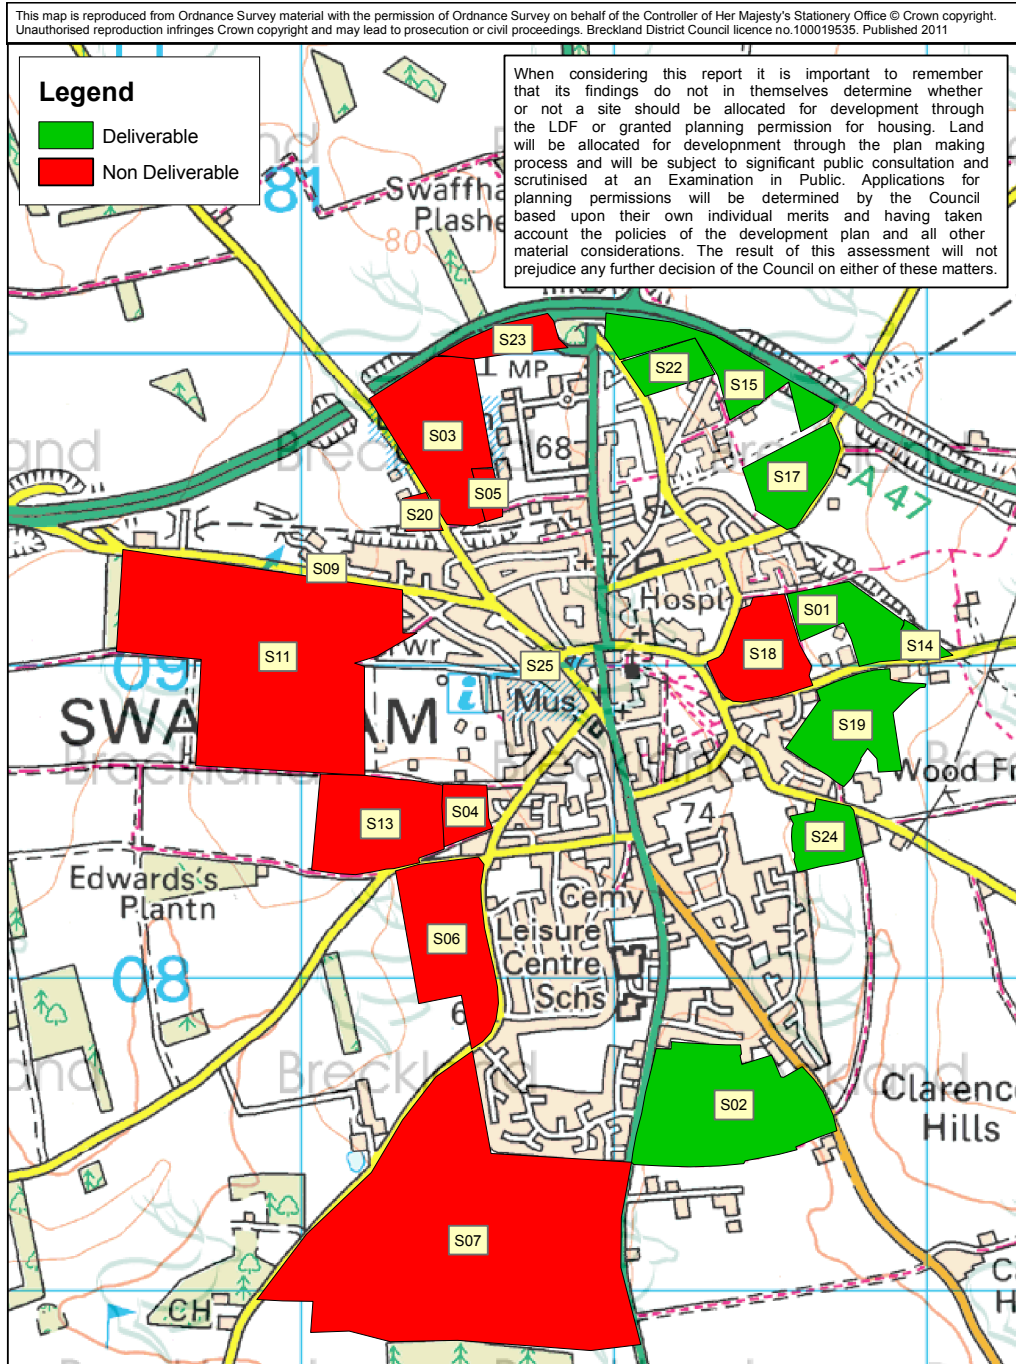 This map is reproduced from Ordnance Survey material with the permission of Ordnance Survey on behalf of the Controller of Her Majesty's Stationery Office © Crown copyright.
Unauthorised reproduction infringes Crown copyright and may lead to prosecution or civil proceedings. Breckland District Council licence no.100019535. Published 2011
Legend
Deliverable
Non Deliverable
When considering this report it is important to remember
that its findings do not in themselves determine whether
or not a site should be allocated for development through
the LDF or granted planning permission for housing. Land
will be allocated for developnment through the plan making
process and will be subject to significant public consultation and
scrutinised at an Examination in Public. Applications for
planning permissions will be determined by the Council
based upon their own individual merits and having taken
account the policies of the development plan and all other
material considerations. The result of this assessment will not
prejudice any further decision of the Council on either of these matters.
81
Swaffha
Plashe
80
S23
MP
S22
S15
S03
68
S05
S17
S20
A 47
S09
Hospl
S01
S14
S11
wr
S18
09
S25
Mus
SWA AM
S19
Wood Fr
S13
S04
74
S24
Edwards's
Plantn
Cemy
S06
Leisure
Centre
08
Schs
6
Breckland
Clarenc
Hills
S02
S07
CH
C
H